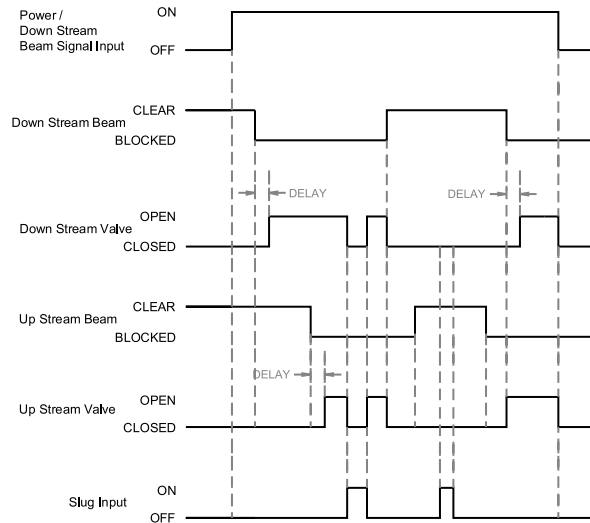 Power /
Down Stream
Beam Signal Input
ON
OFF
Down Stream Beam
CLEAR
BLOCKED
DELAY
DELAY
Down Stream Valve
OPEN
CLOSED
Up Stream Beam
CLEAR
BLOCKED
DELAY
Up Stream Valve
OPEN
CLOSED
Slug Input
ON
OFF